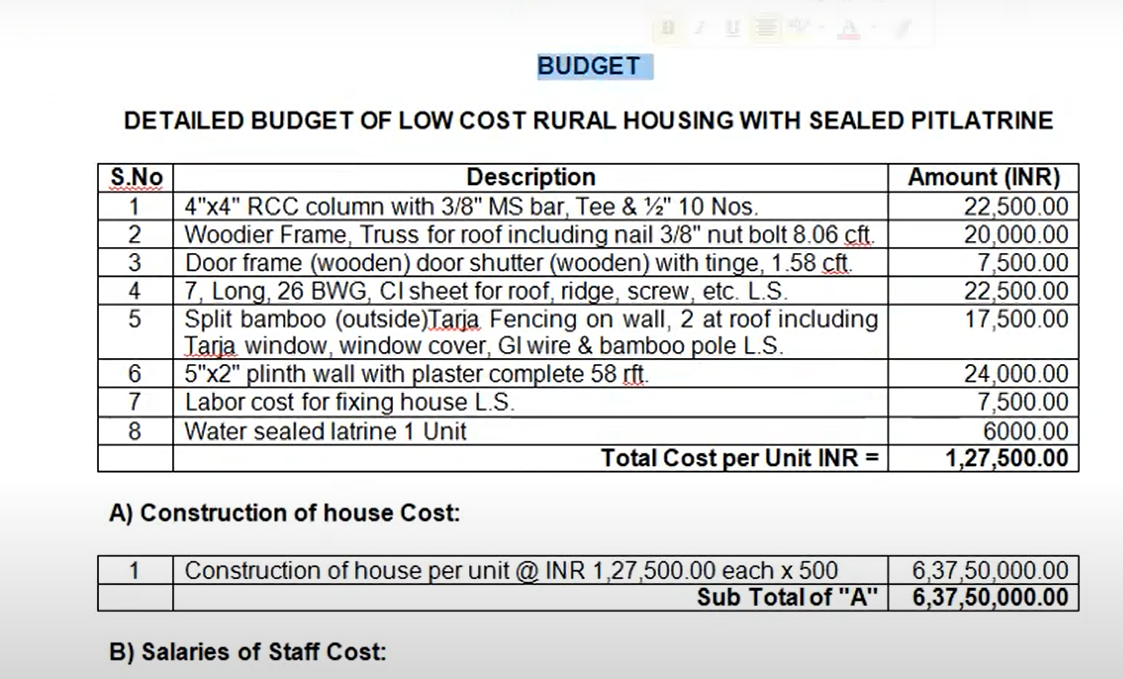 BUDGET
DETAILED BUDGET OF LOW COST RURAL HOUSING WITH SEALED PITLATRINE
S.No Description Amount (INR)
1 4"x4" RCC column with 3/8" MS bar, Tee & ½" 10 Nos. 22,500.00
2 Woodier Frame, Truss for roof including nail 3/8" nut bolt 8.06 cft. 20,000.00
3 Door frame (wooden) door shutter (wooden) with tinge, 1.58 cft. 7,500.00
4 7, Long, 26 BWG, CI sheet for roof, ridge, screw, etc. L.S. 22,500.00
5 Split bamboo (outside)Tarja Fencing on wall, 2 at roof including 17,500.00
Tarja window, window cover, GI wire & bamboo pole L.S.
6 5"x2" plinth wall with plaster complete 58 rft. 24,000.00
7 Labor cost for fixing house L.S. 7,500.00
8 Water sealed latrine 1 Unit 6000.00
Total Cost per Unit INR = 1,27,500.00
A) Construction of house Cost:
1 Construction of house per unit @ INR 1,27,500.00 each x 500 6,37,50,000.00
Sub Total of "A" 6,37,50,000.00
B) Salaries of Staff Cost: